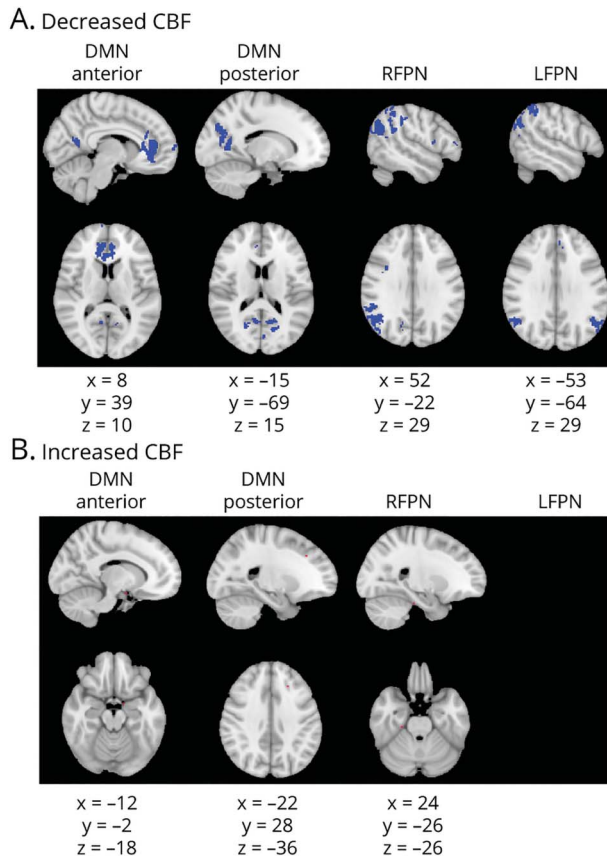 A. Decreased CBF
DMN anterior
DMN posterior
RFPN
LFPN
x = 8
y = 39
z = 10
x = –15
y = –69
z = 15
x = 52
y = –22
z = 29
x = –53
y = –64
z = 29
B. Increased CBF
DMN anterior
DMN posterior
RFPN
LFPN
x = –12
y = –2
z = –18
x = –22
y = 28
z = –36
x = 24
y = –26
z = –26